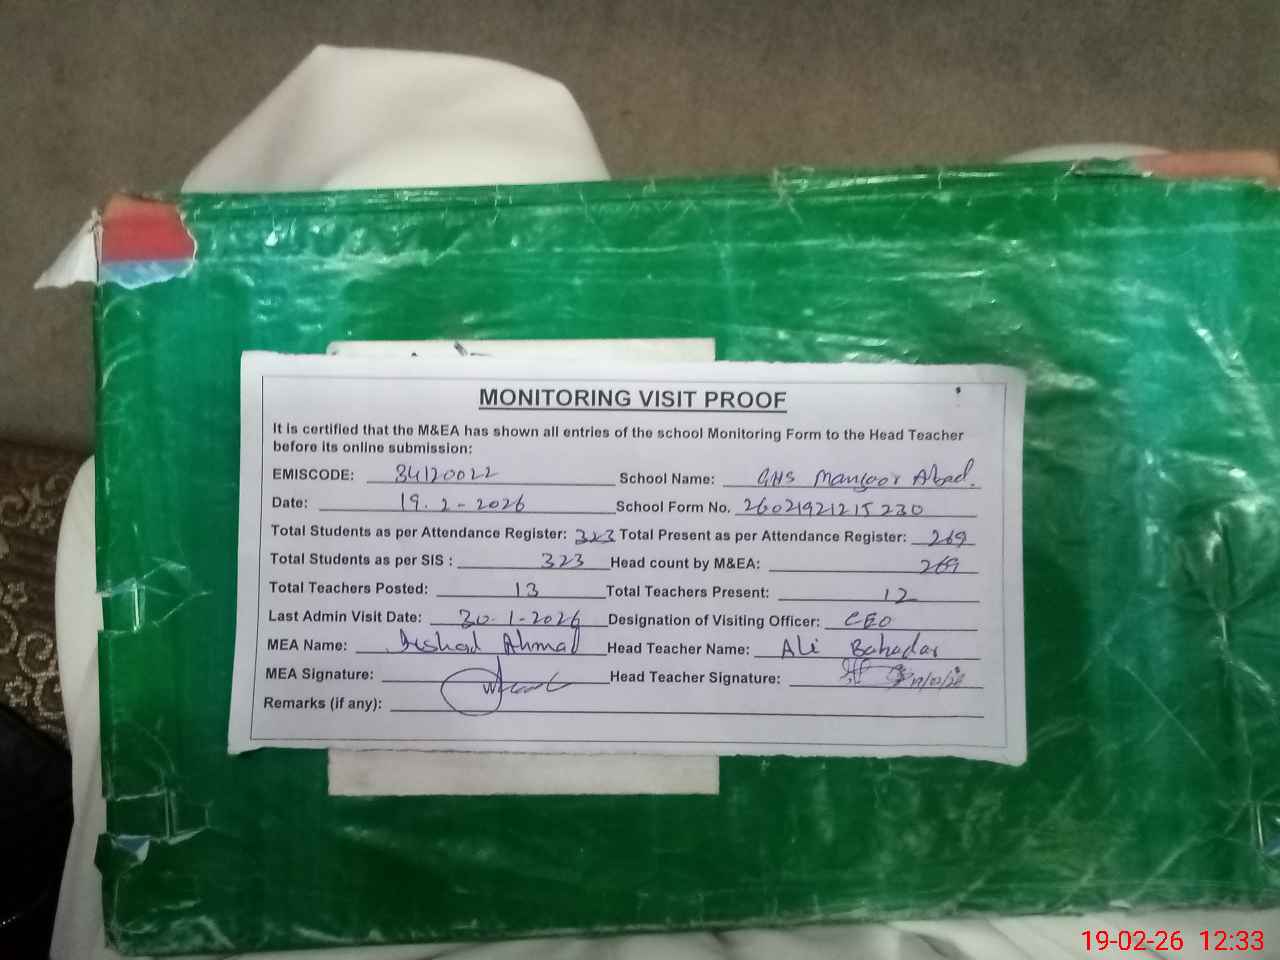 MONITORING VISIT PROOF
It is certified that the M&EA has shown all entries of the school Monitoring Form to the Head Teacher
before its online submission:
EMISCODE: 34120022 School Name: GHS Manzoor Abad.
Date: 19.2-2026 School Form No. 26021921215230
Total Students as per Attendance Register: 323 Total Present as per Attendance Register: 269
Total Students as per SIS : 323 Head count by M&EA: 269
Total Teachers Posted: 13 Total Teachers Present: 12
Last Admin Visit Date: 30-1-2026 Designation of Visiting Officer: CEO
MEA Name: Arshad Ahmad Head Teacher Name: Ali Bahadar
MEA Signature: Head Teacher Signature:
Remarks (if any):
19-02-26 12:33